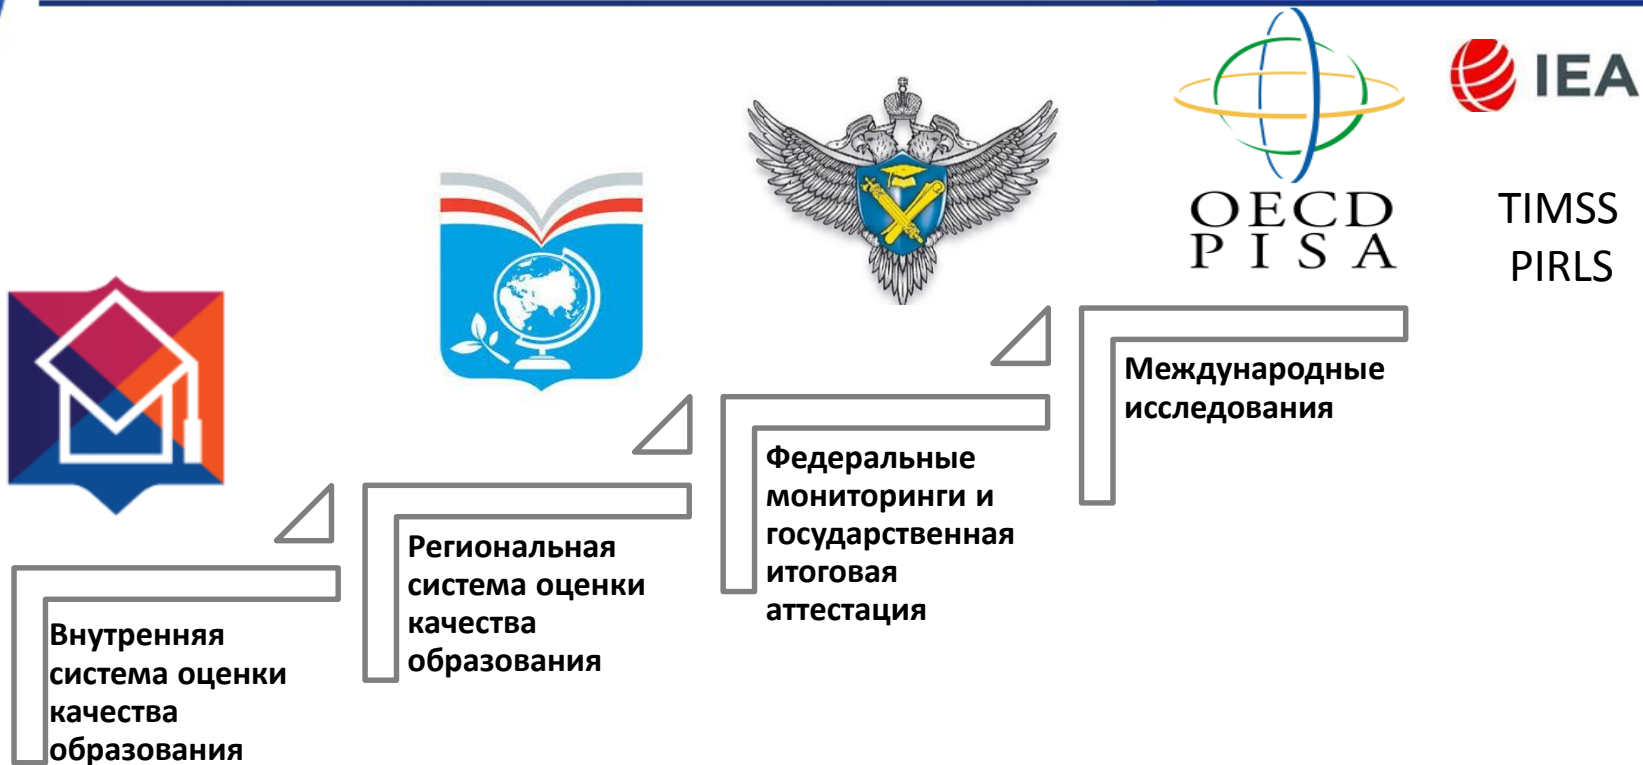 IEA
OECD
PISA
TIMSS
PIRLS
Международные
исследования
Федеральные
мониторинги и
государственная
итоговая
аттестация
Региональная
система оценки
качества
образования
Внутренняя
система оценки
качества
образования